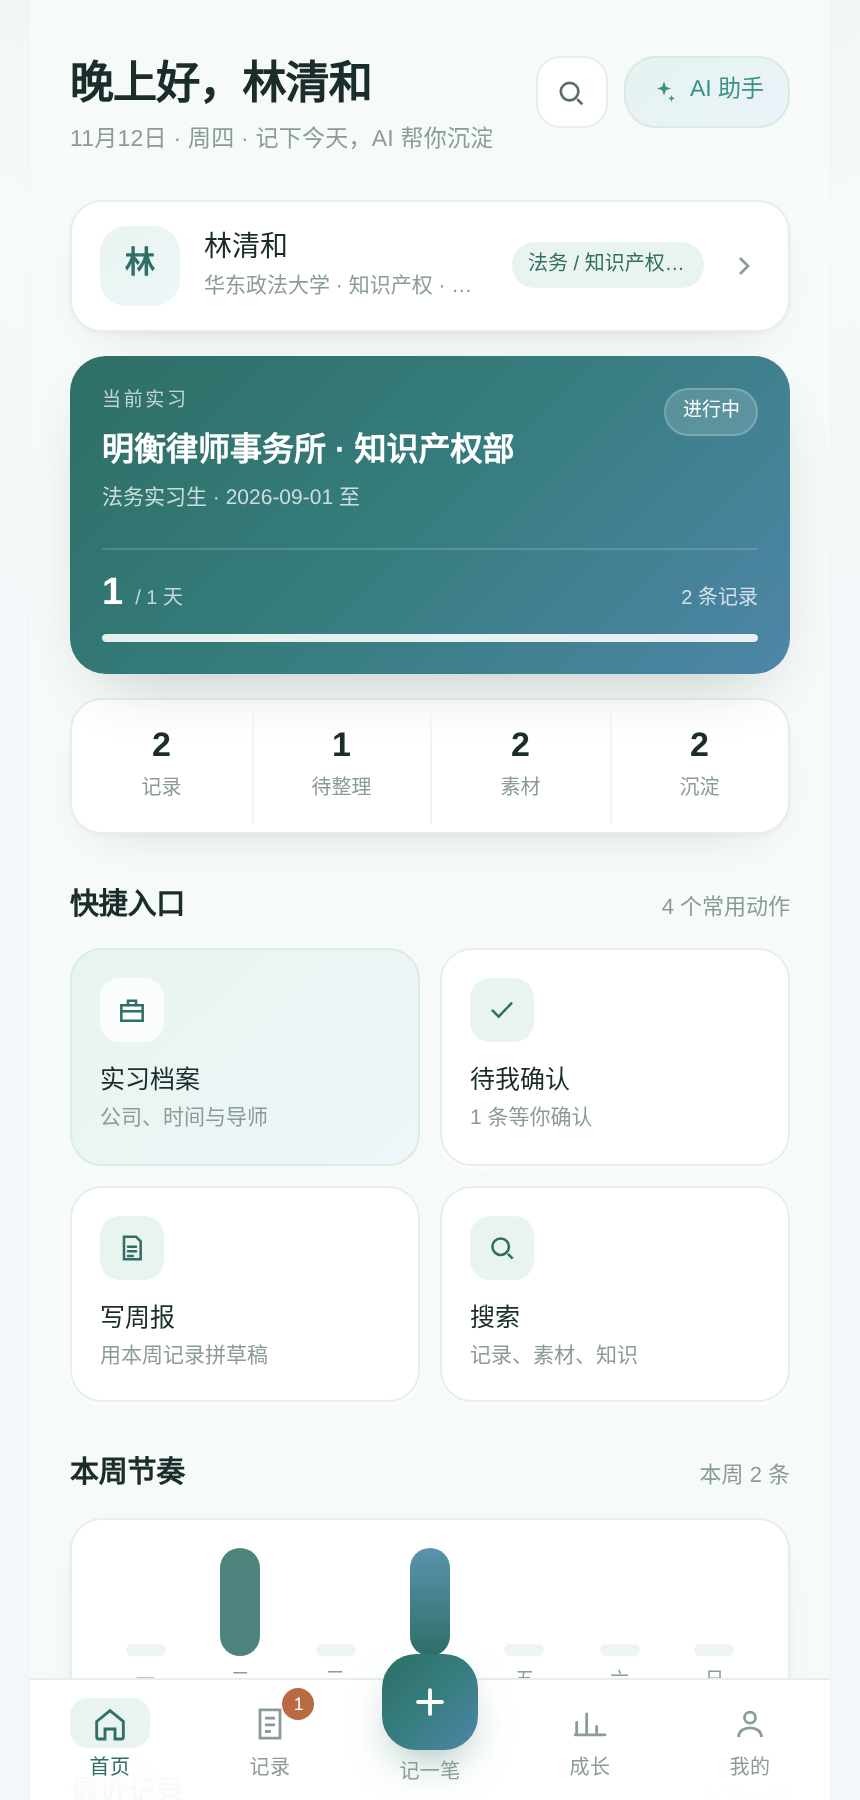 晚上好，林清和
AI 助手
11月12日 · 周四 · 记下今天，AI 帮你沉淀
林
林清和
华东政法大学 · 知识产权 · ...
法务 / 知识产权...
当前实习
进行中
明衡律师事务所 · 知识产权部
法务实习生 · 2026-09-01 至
1 / 1 天
2 条记录
2
记录
1
待整理
2
素材
2
沉淀
快捷入口
4 个常用动作
实习档案
公司、时间与导师
待我确认
1 条等你确认
写周报
用本周记录拼草稿
搜索
记录、素材、知识
本周节奏
本周 2 条
1
首页
记录
记一笔
成长
我的